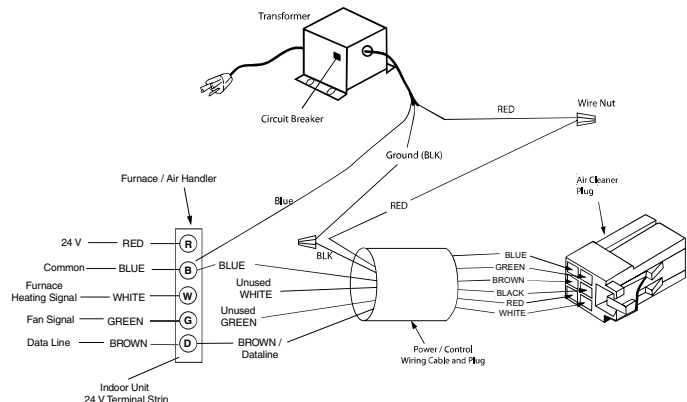 Transformer
Circuit Breaker
RED
Wire Nut
Ground (BLK)
Furnace / Air Handler
Air Cleaner
Plug
Blue
RED
24 V
RED
R
BLK
Common
BLUE
B
BLUE
BLUE
GREEN
BROWN
BLACK
RED
WHITE
Furnace
Heating Signal
WHITE
W
Unused
WHITE
Fan Signal
GREEN
G
Unused
GREEN
Data Line
BROWN
D
BROWN /
Dataline
Power / Control
Wiring Cable and Plug
Indoor Unit
24 V Terminal Strip